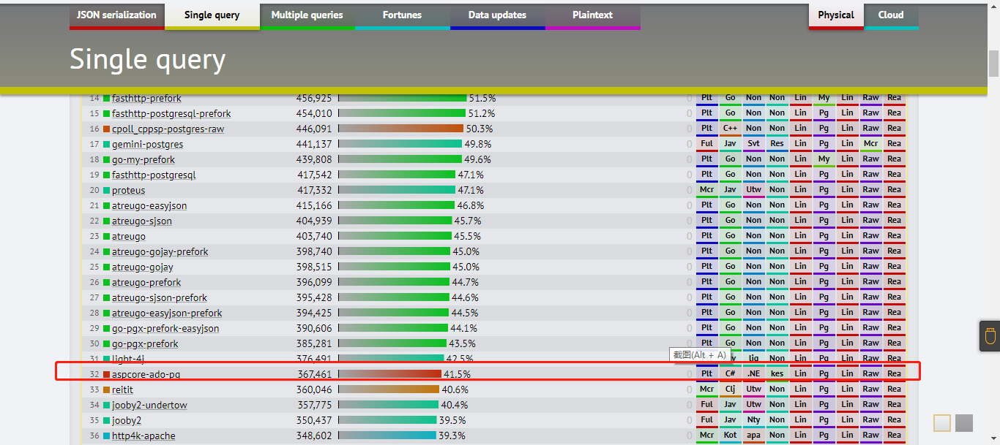 JSON serialization Single query Multiple queries Fortunes Data updates Plaintext Physical Cloud
Single query
14 fasthttp-prefork 456,925 51.5% 0 Plt Go Non Non Lin My Lin Raw Rea
15 fasthttp-postgresql-prefork 454,010 51.2% 0 Plt Go Non Non Lin Pg Lin Raw Rea
16 cpoll_cppsp-postgres-raw 446,091 50.3% 0 Plt C++ Non Non Lin Pg Lin Raw Rea
17 gemini-postgres 441,137 49.8% 0 Ful Jav Svt Res Lin Pg Lin Mcr Rea
18 go-my-prefork 439,808 49.6% 0 Plt Go Non Non Lin My Lin Raw Rea
19 fasthttp-postgresql 417,542 47.1% 0 Plt Go Non Non Lin Pg Lin Raw Rea
20 proteus 417,332 47.1% 0 Mcr Jav Utw Non Lin Pg Lin Raw Rea
21 atreugo-easyjson 415,166 46.8% 0 Plt Go Non Non Lin Pg Lin Raw Rea
22 atreugo-sjson 404,939 45.7% 0 Plt Go Non Non Lin Pg Lin Raw Rea
23 atreugo 403,740 45.5% 0 Plt Go Non Non Lin Pg Lin Raw Rea
24 atreugo-gojay-prefork 398,740 45.0% 0 Plt Go Non Non Lin Pg Lin Raw Rea
25 atreugo-gojay 398,515 45.0% 0 Plt Go Non Non Lin Pg Lin Raw Rea
26 atreugo-prefork 396,099 44.7% 0 Plt Go Non Non Lin Pg Lin Raw Rea
27 atreugo-sjson-prefork 395,428 44.6% 0 Plt Go Non Non Lin Pg Lin Raw Rea
28 atreugo-easyjson-prefork 394,425 44.5% 0 Plt Go Non Non Lin Pg Lin Raw Rea
29 go-pgx-prefork-easyjson 390,606 44.1% 0 Plt Go Non Non Lin Pg Lin Raw Rea
30 go-pgx-prefork 385,281 43.5% 0 Plt Go Non Non Lin Pg Lin Raw Rea
截图(Alt + A)
31 light-4j 376,491 42.5% lig Non Lin Pg Lin Raw Rea
32 aspcore-ado-pg 367,461 41.5% 0 Plt C# .NE kes Lin Pg Lin Raw Rea
33 reitit 360,046 40.6% 0 Mcr Clj Utw Non Lin Pg Lin Raw Rea
34 jooby2-undertow 357,775 40.4% 0 Ful Jav Utw Non Lin Pg Lin Raw Rea
35 jooby2 350,437 39.5% 0 Ful Jav Nty Non Lin Pg Lin Raw Rea
36 http4k-apache 348,602 39.3% 0 Mcr Kot apa Non Lin Pg Lin Raw Rea